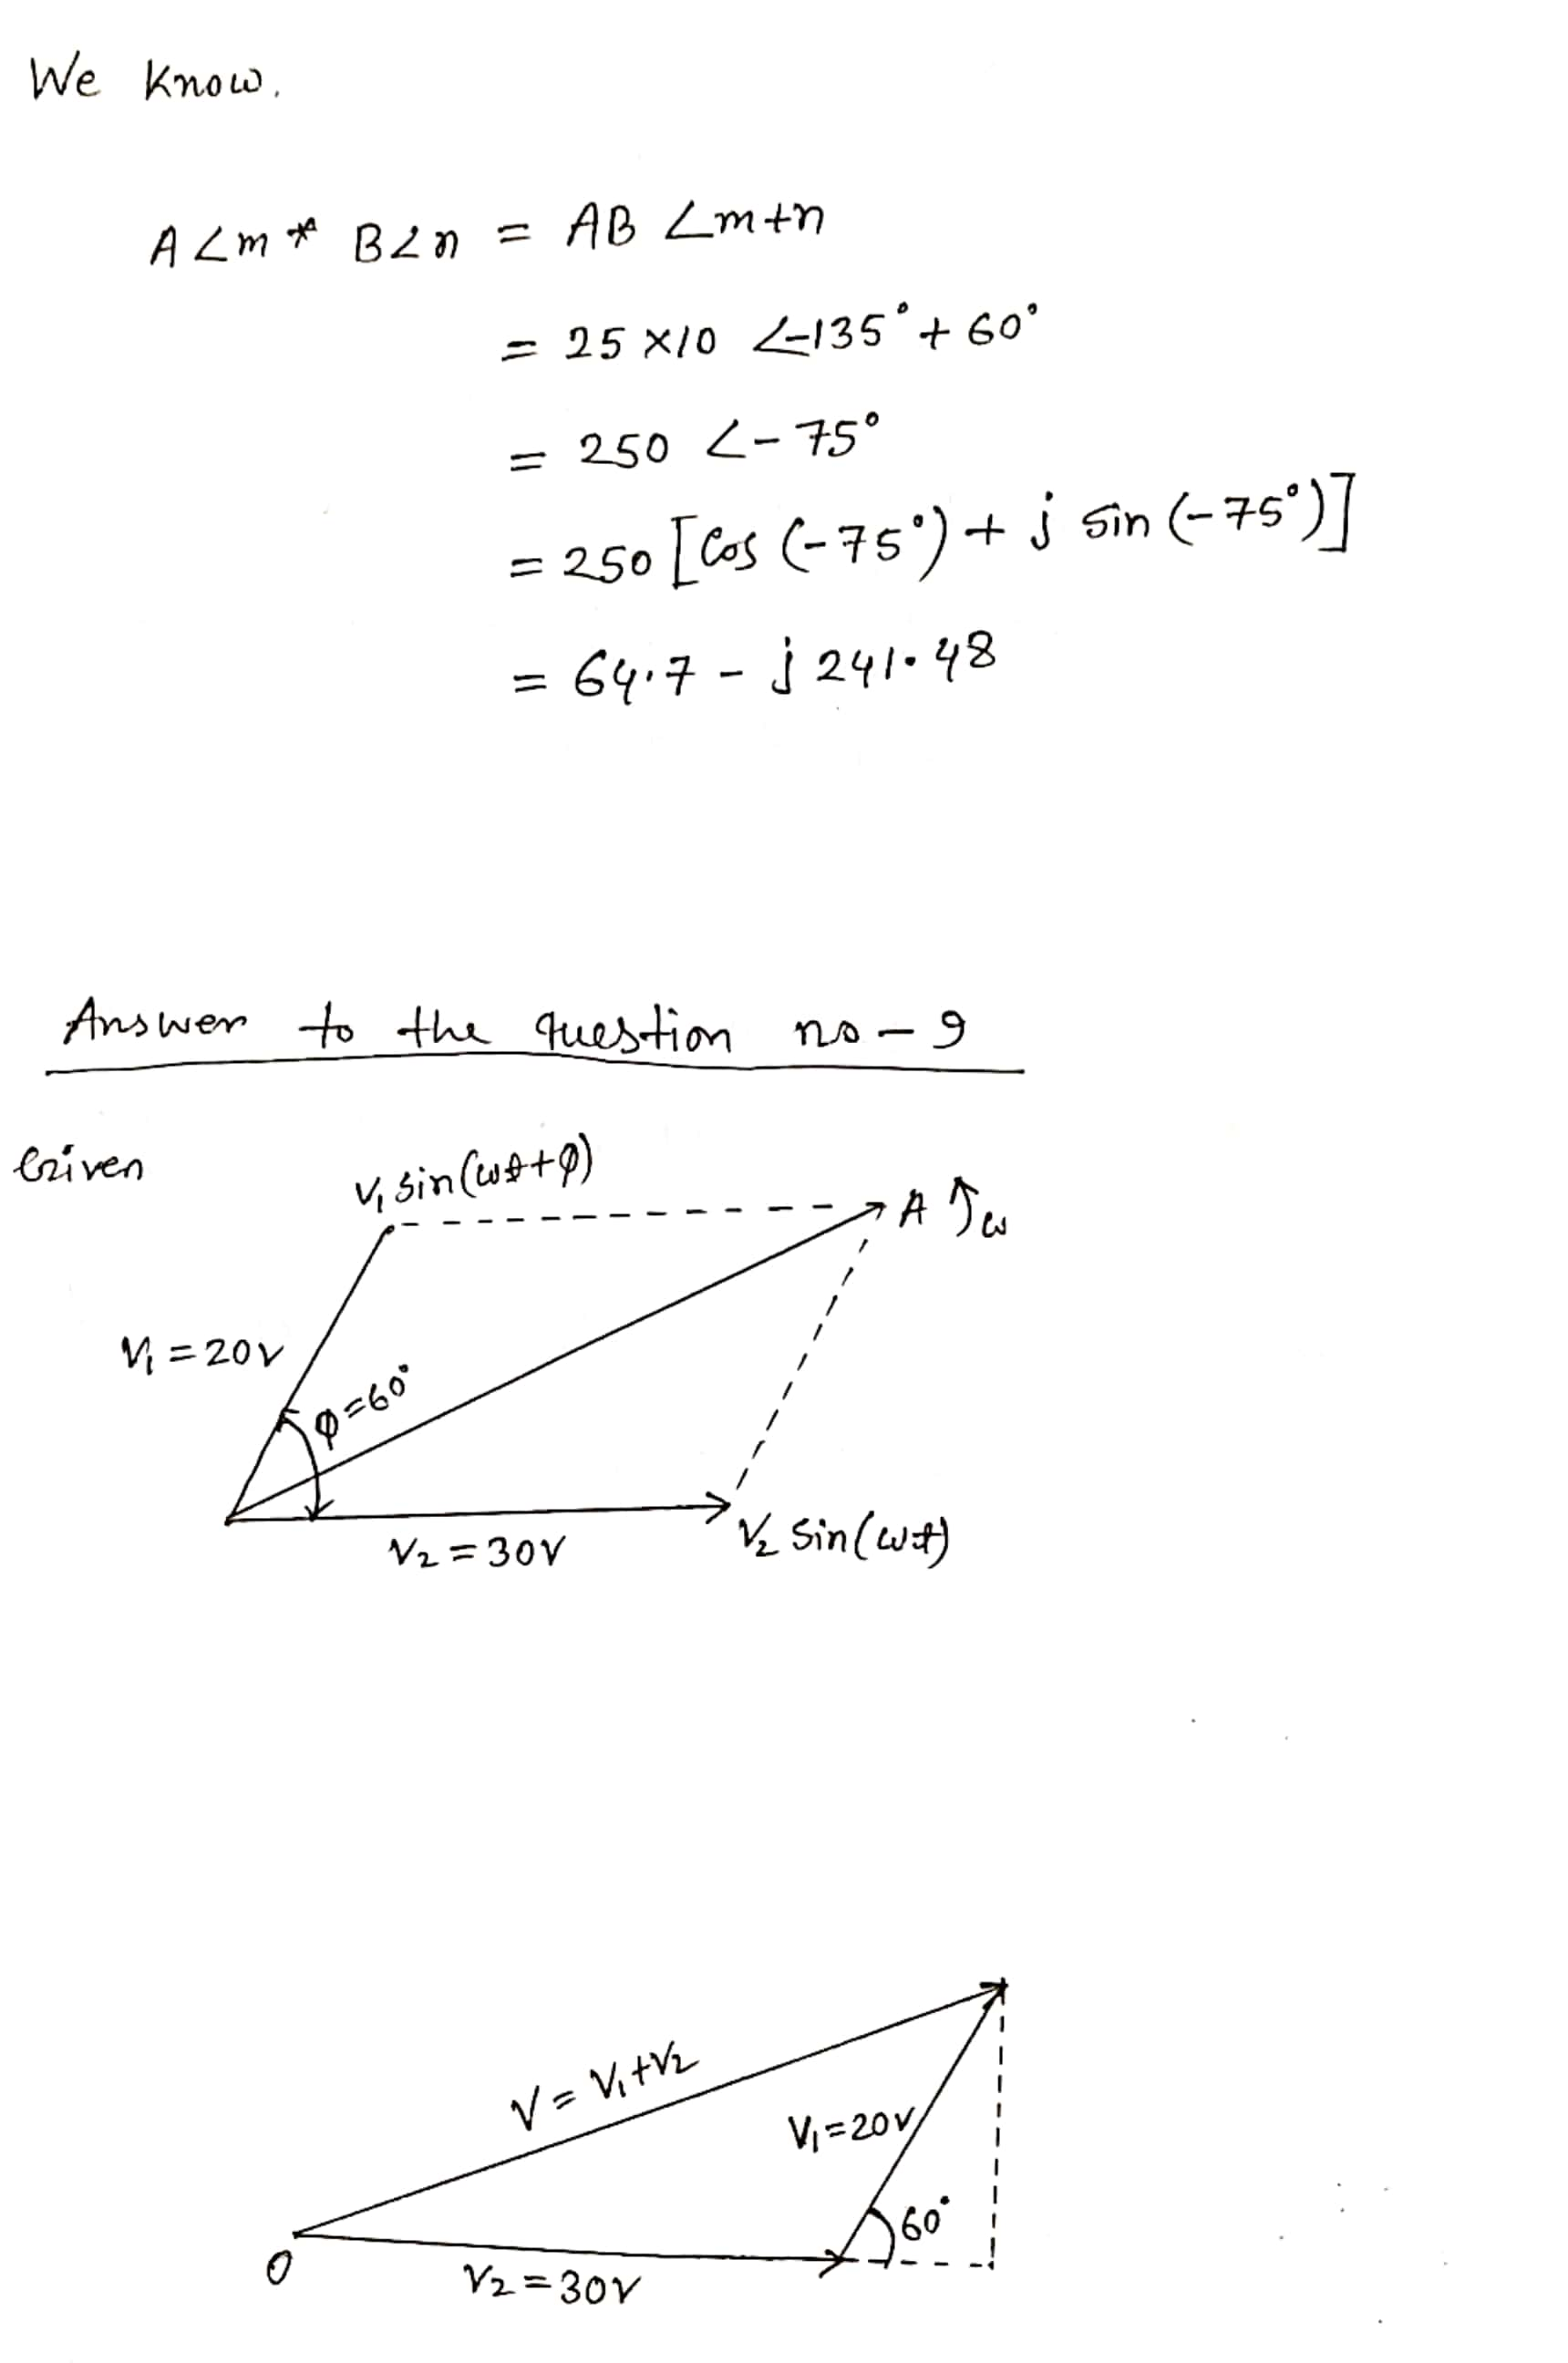 We Know.
A∠m * B∠n = AB ∠m+n
= 25 ×10 ∠-135°+ 60°
= 250 ∠- 75°
= 250 [Cos (-75°) + j sin (-75°)]
= 64.7 - j 241.48
Answer to the question no - 9
Given
V₁ sin(ωt+φ)
A ω
V₁ = 20V
φ=60°
V₂ = 30V
V₂ Sin(ωt)
V = V₁+V₂
V₁=20V
60°
O
V₂ = 30V